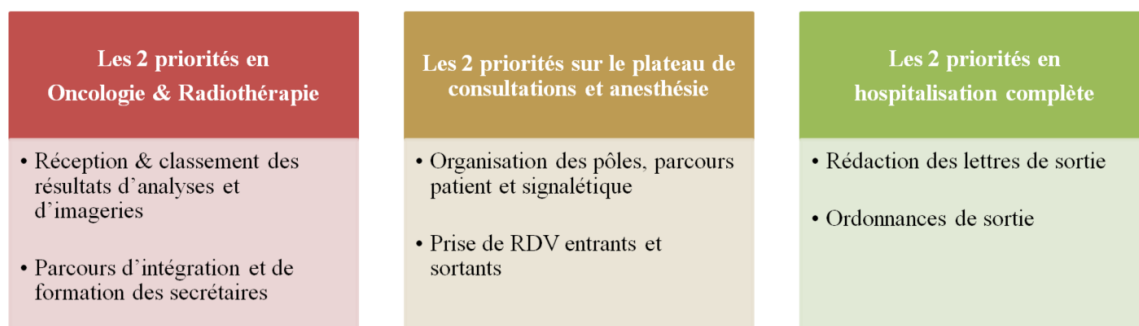 Les 2 priorités en
Oncologie & Radiothérapie
• Réception & classement des
résultats d'analyses et
d'imageries
• Parcours d'intégration et de
formation des secrétaires
Les 2 priorités sur le plateau de
consultations et anesthésie
• Organisation des pôles, parcours
patient et signalétique
• Prise de RDV entrants et
sortants
Les 2 priorités en
hospitalisation complète
• Rédaction des lettres de sortie
• Ordonnances de sortie